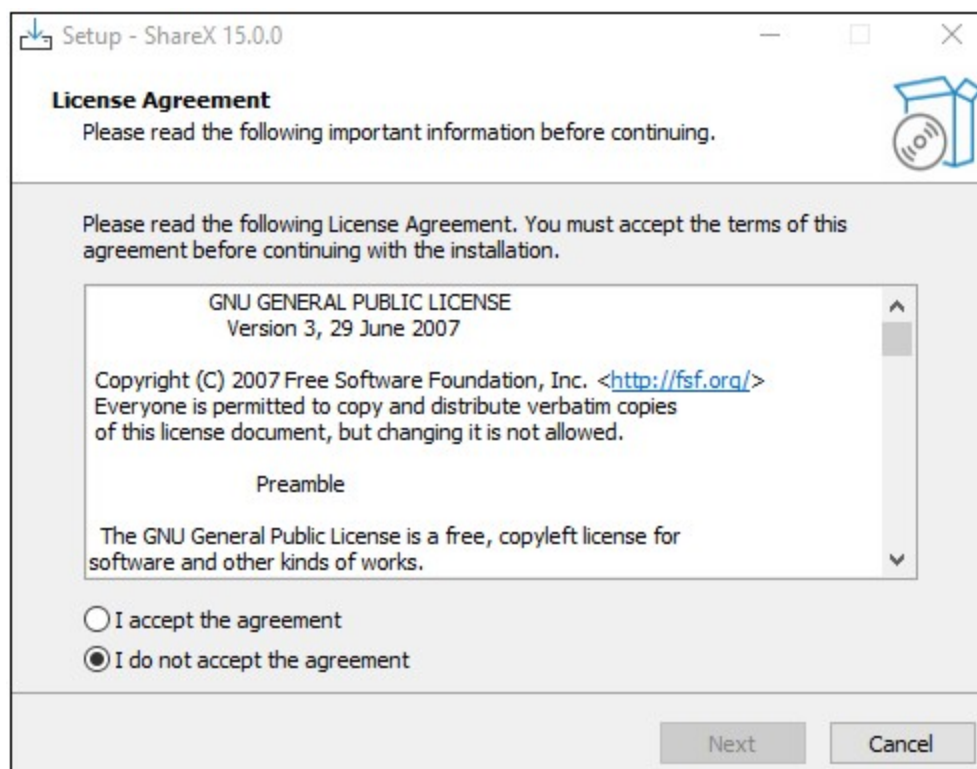 Setup - ShareX 15.0.0
License Agreement
Please read the following important information before continuing.
Please read the following License Agreement. You must accept the terms of this
agreement before continuing with the installation.
GNU GENERAL PUBLIC LICENSE
Version 3, 29 June 2007
Copyright (C) 2007 Free Software Foundation, Inc. <http://fsf.org/>
Everyone is permitted to copy and distribute verbatim copies
of this license document, but changing it is not allowed.
Preamble
The GNU General Public License is a free, copyleft license for
software and other kinds of works.
I accept the agreement
I do not accept the agreement
Next
Cancel